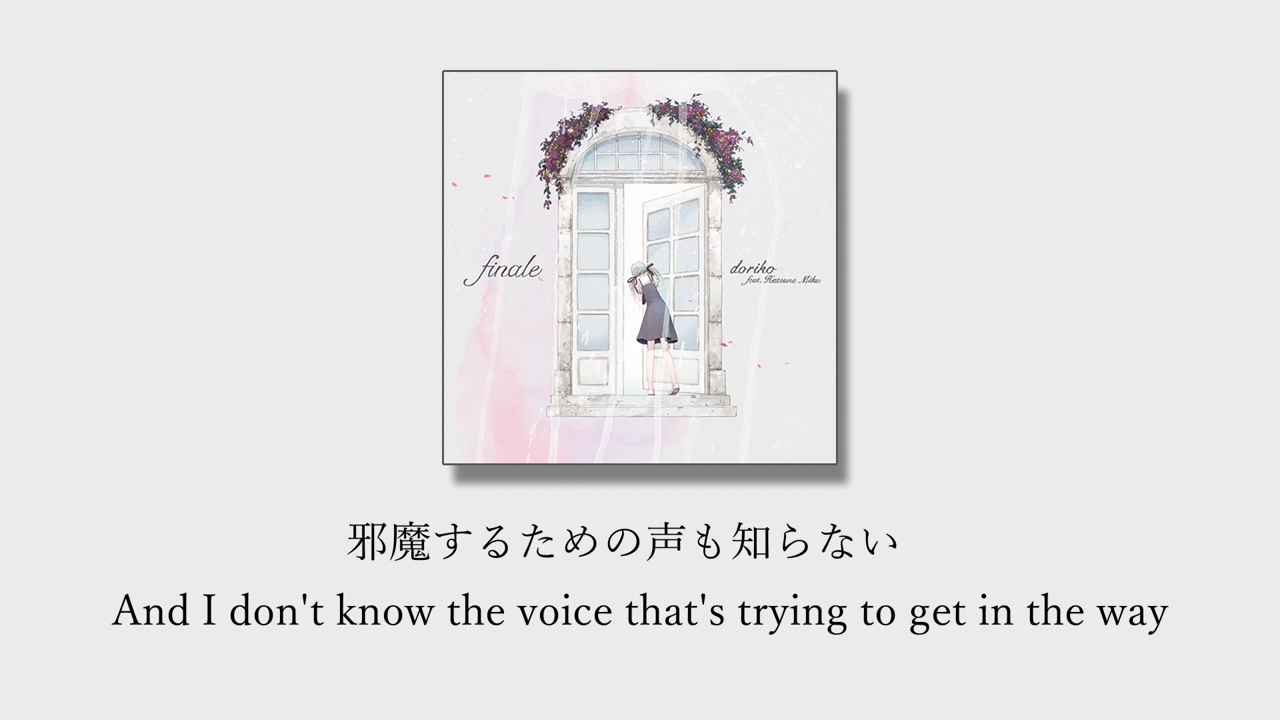 finale
doriko
feat. Hatsune Miku
邪魔するための声も知らない
And I don't know the voice that's trying to get in the way